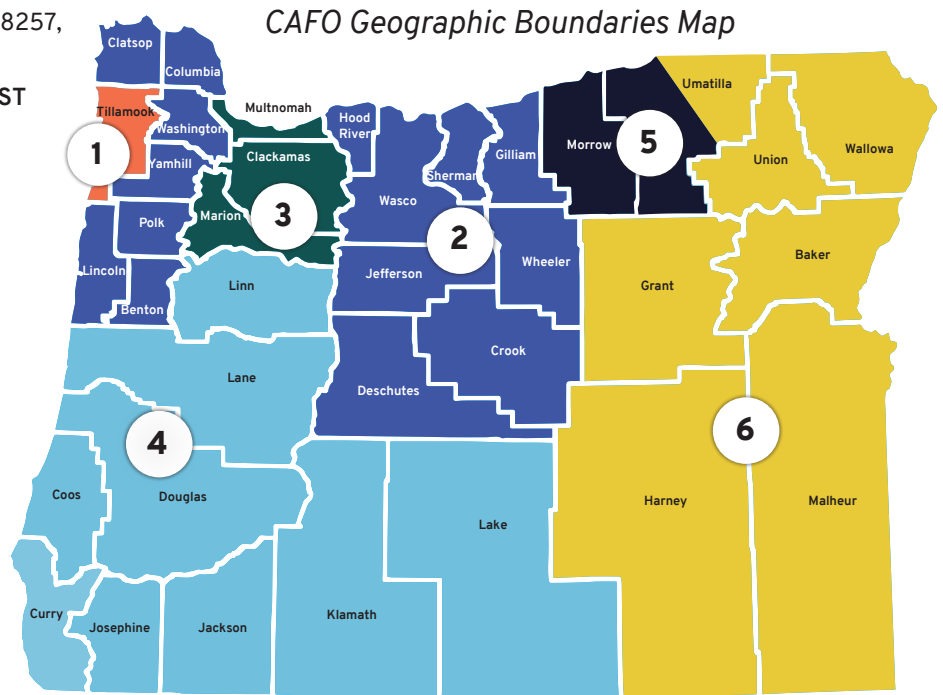 8257,
CAFO Geographic Boundaries Map
ST
Clatsop
Columbia
Tillamook
Washington
Multnomah
Hood
River
Umatilla
1
Yamhill
Clackamas
Gilliam
Morrow
5
Union
Wallowa
Sherman
Wasco
Marion
3
Polk
2
Lincoln
Benton
Linn
Jefferson
Wheeler
Grant
Baker
Crook
Lane
Deschutes
4
6
Coos
Douglas
Lake
Harney
Malheur
Curry
Josephine
Jackson
Klamath